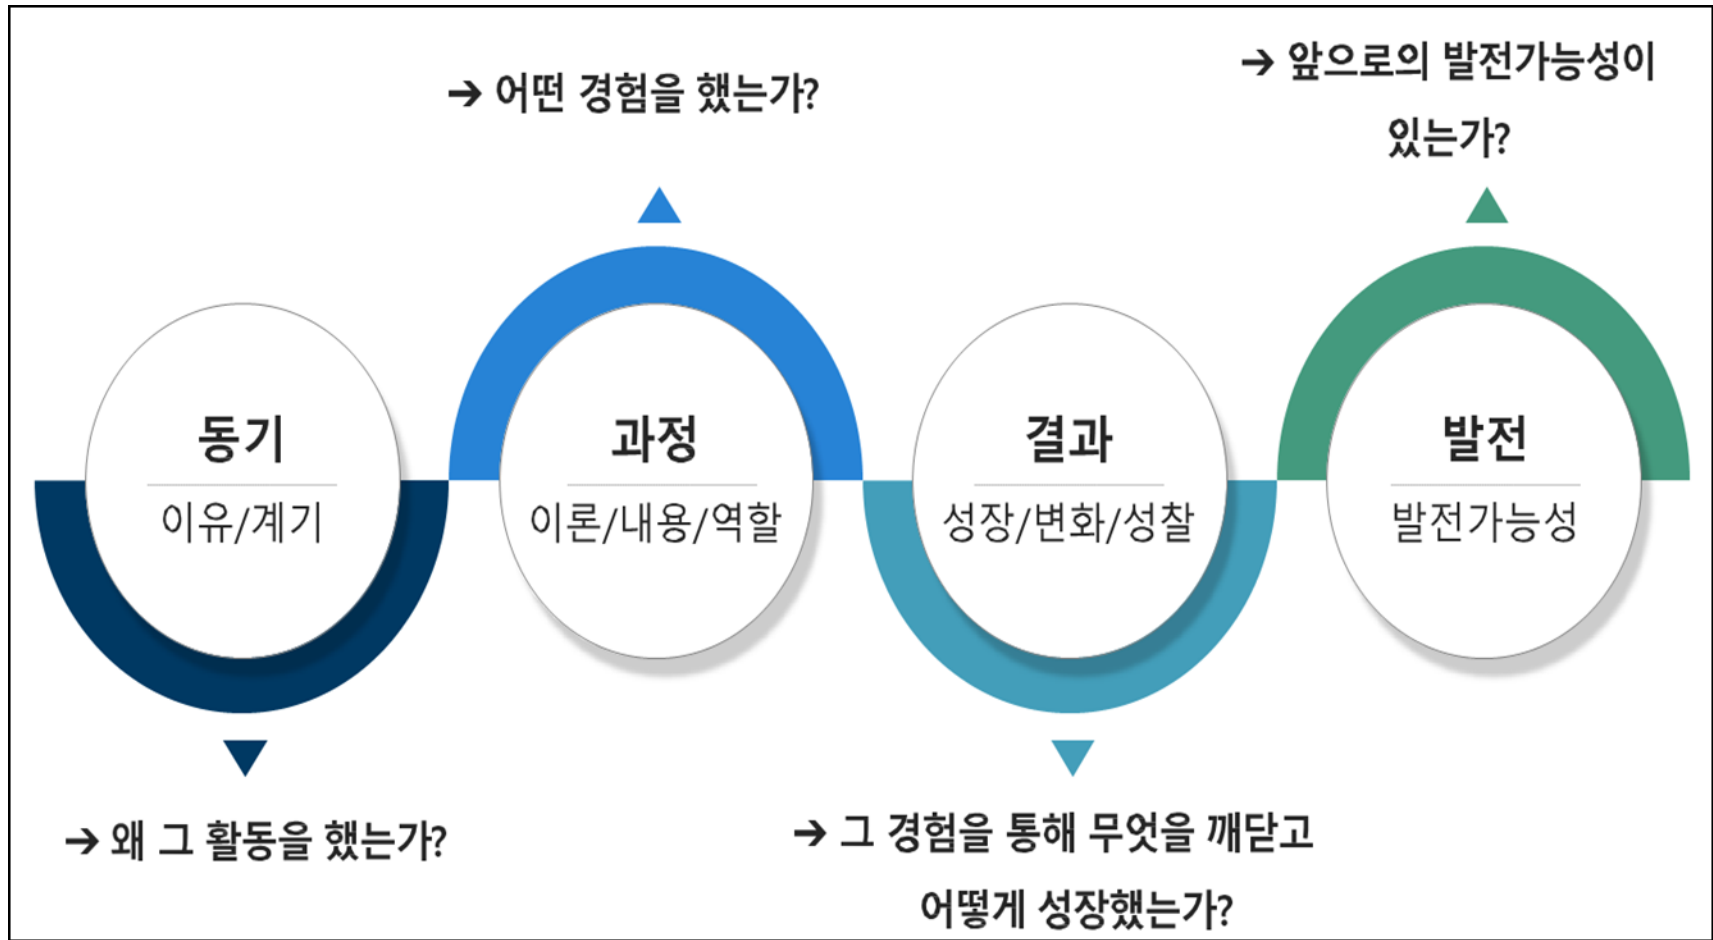 → 어떤 경험을 했는가?
→ 앞으로의 발전가능성이
있는가?
동기
이유/계기
과정
이론/내용/역할
결과
성장/변화/성찰
발전
발전가능성
→ 왜 그 활동을 했는가?
→ 그 경험을 통해 무엇을 깨닫고
어떻게 성장했는가?